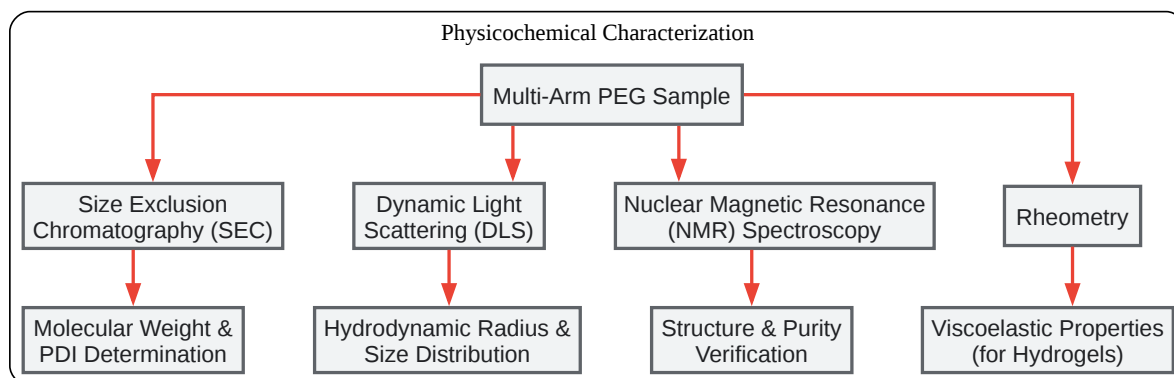 Physicochemical Characterization
Multi-Arm PEG Sample
Size Exclusion
Chromatography (SEC)
Dynamic Light
Scattering (DLS)
Nuclear Magnetic Resonance
(NMR) Spectroscopy
Rheometry
Molecular Weight &
PDI Determination
Hydrodynamic Radius &
Size Distribution
Structure & Purity
Verification
Viscoelastic Properties
(for Hydrogels)